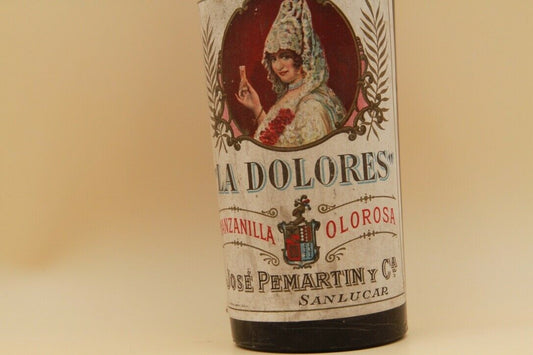 "LA DOLORES"
MANZANILLA OLOROSA
JOSÉ PEMARTIN Y Cª
SANLUCAR